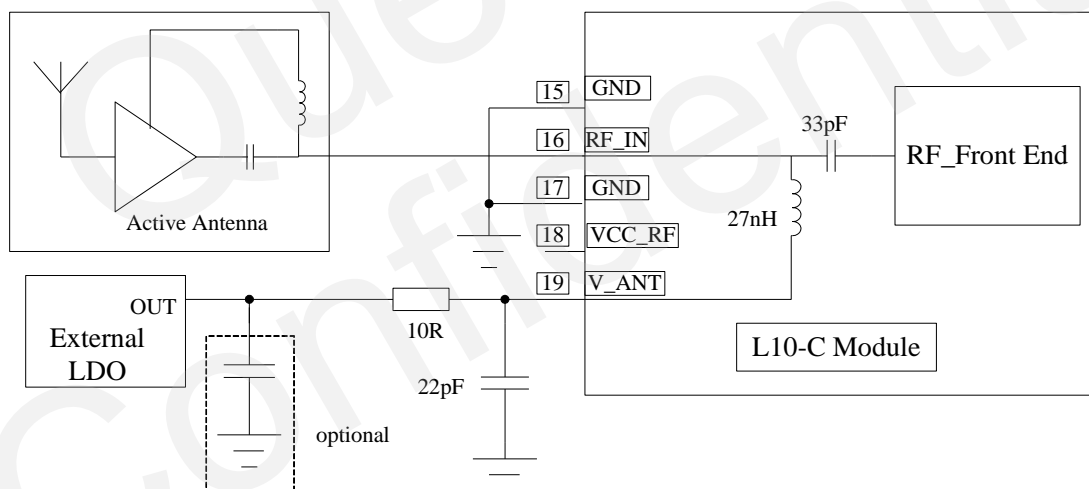 15
GND
16
RF_IN
17
GND
18
VCC_RF
19
V_ANT
33pF
RF_Front End
27nH
Active Antenna
OUT
External
LDO
10R
22pF
optional
L10-C Module
Confidential